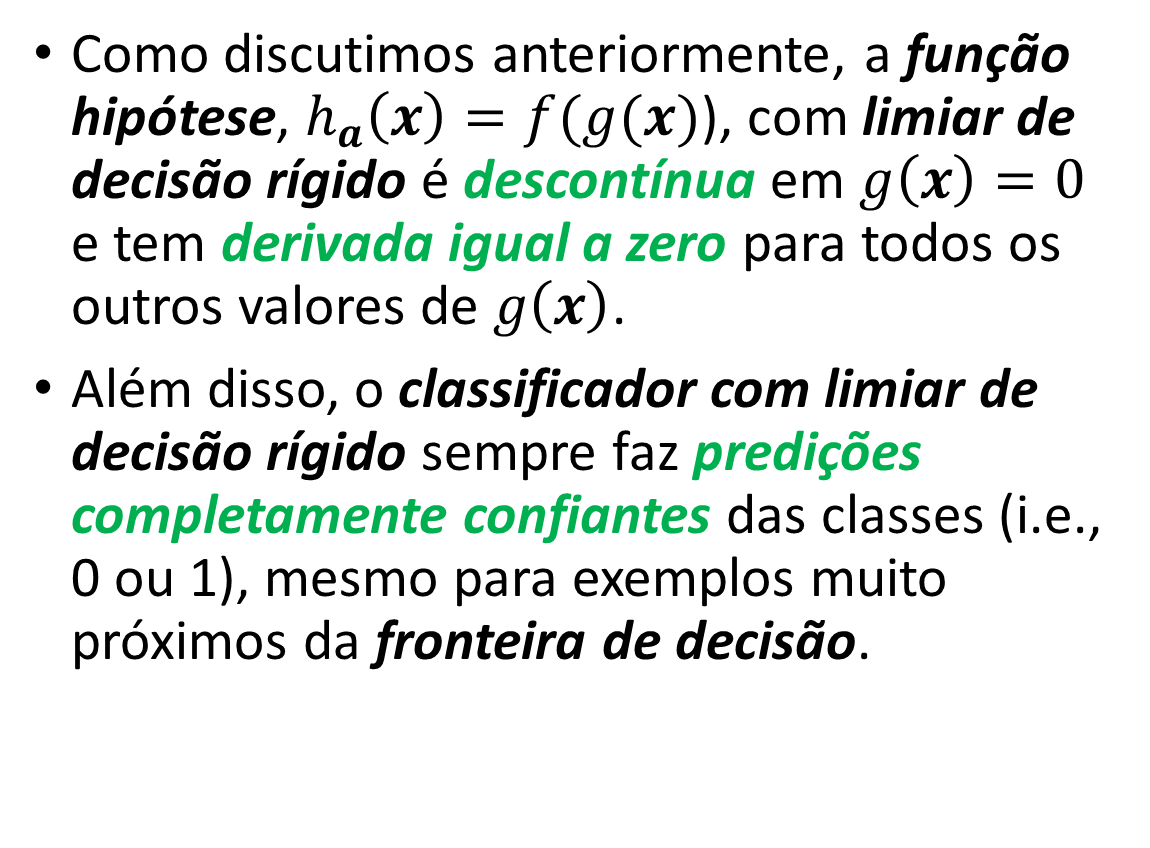 • Como discutimos anteriormente, a função
hipótese, hₐ(x) = f(g(x)), com limiar de
decisão rígido é descontínua em g(x) = 0
e tem derivada igual a zero para todos os
outros valores de g(x).
• Além disso, o classificador com limiar de
decisão rígido sempre faz predições
completamente confiantes das classes (i.e.,
0 ou 1), mesmo para exemplos muito
próximos da fronteira de decisão.